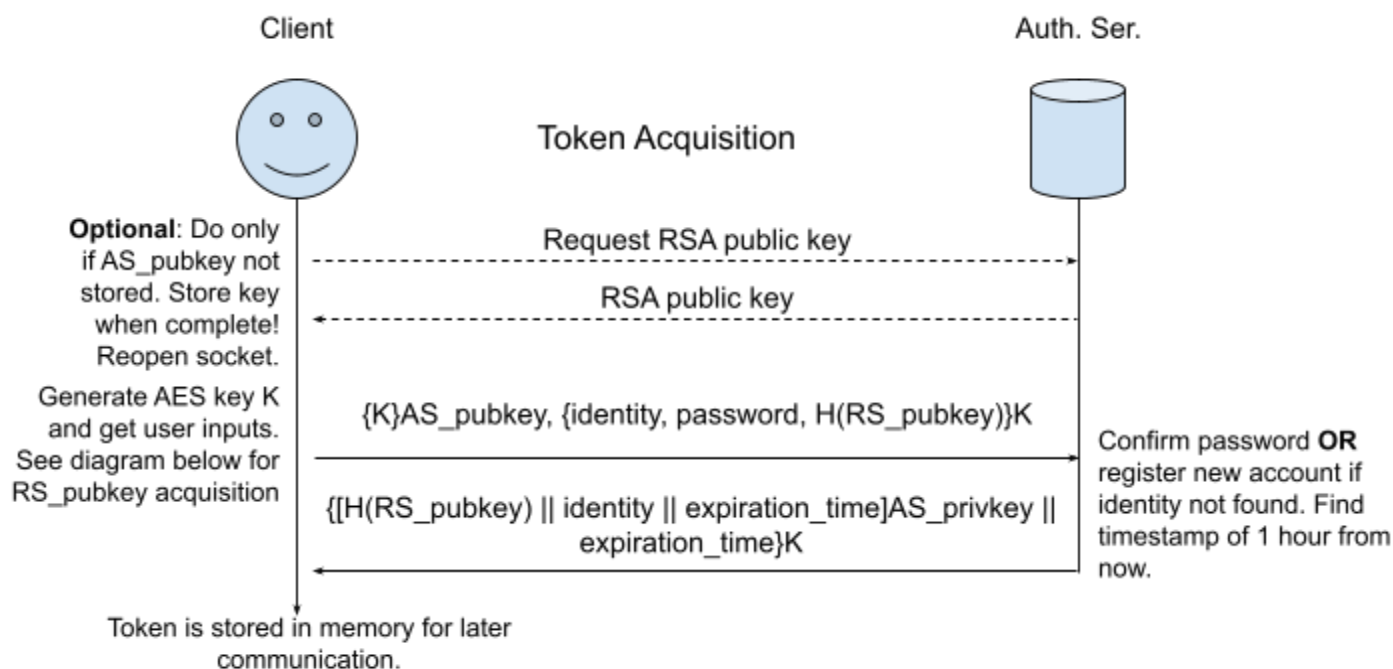 Client
Auth. Ser.
Token Acquisition
Optional: Do only
if AS_pubkey not
stored. Store key
when complete!
Reopen socket.
Request RSA public key
RSA public key
Generate AES key K
and get user inputs.
See diagram below for
RS_pubkey acquisition
{K}AS_pubkey, {identity, password, H(RS_pubkey)}K
Confirm password OR
register new account if
identity not found. Find
timestamp of 1 hour from
now.
{[H(RS_pubkey) || identity || expiration_time]AS_privkey ||
expiration_time}K
Token is stored in memory for later
communication.